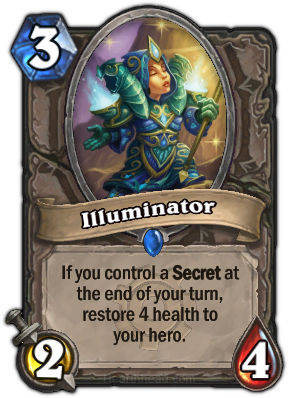 3
Illuminator
If you control a Secret at
the end of your turn,
restore 4 health to
your hero.
2
4